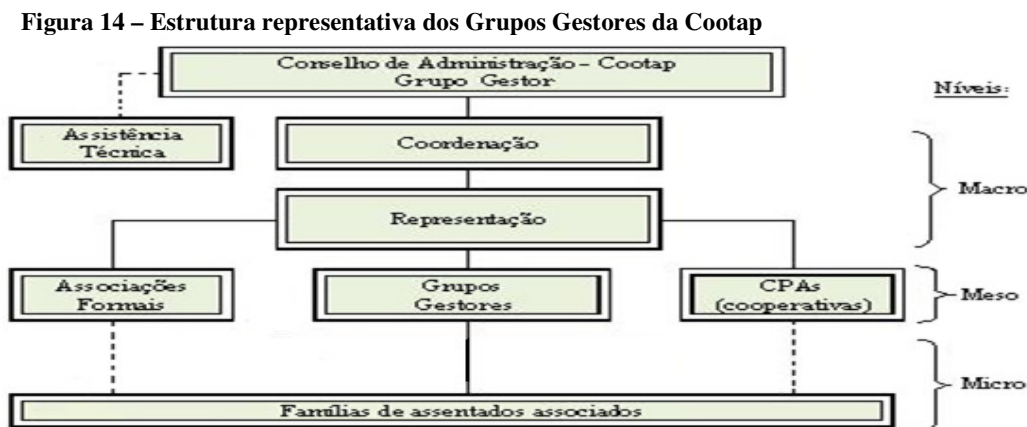 Figura 14 – Estrutura representativa dos Grupos Gestores da Cootap
Conselho de Administração – Cootap
Grupo Gestor
Níveis:
Assistência
Técnica
Coordenação
Macro
Representação
Associações
Formais
Grupos
Gestores
CPAs
(cooperativas)
Meso
Micro
Famílias de assentados associados